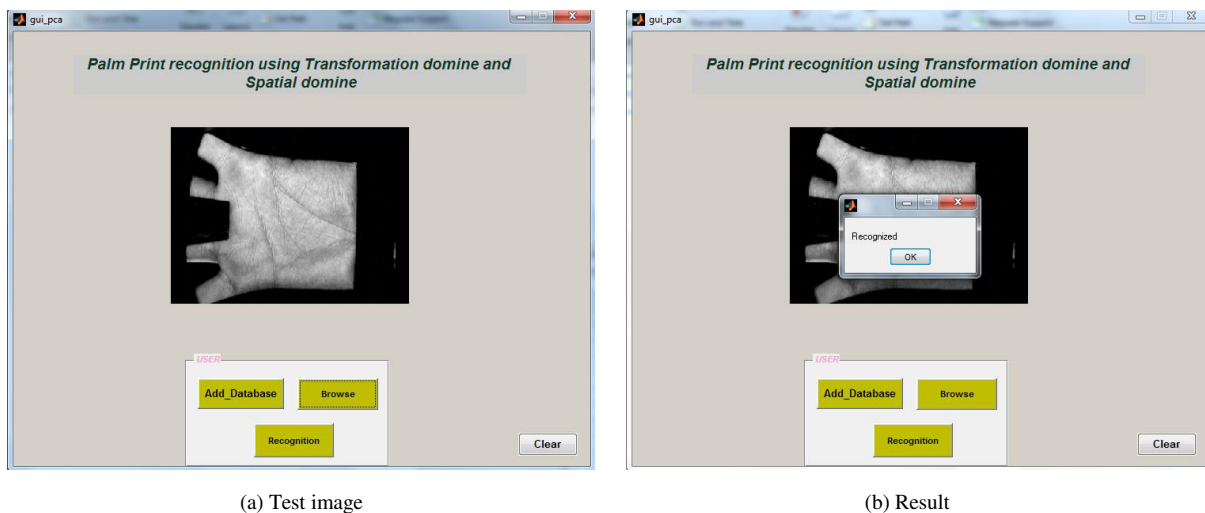 gui_pca
Palm Print recognition using Transformation domine and
Spatial domine
USER
Add_Database
Browse
Recognition
Clear
(a) Test image
gui_pca
Palm Print recognition using Transformation domine and
Spatial domine
Recognized
OK
USER
Add_Database
Browse
Recognition
Clear
(b) Result